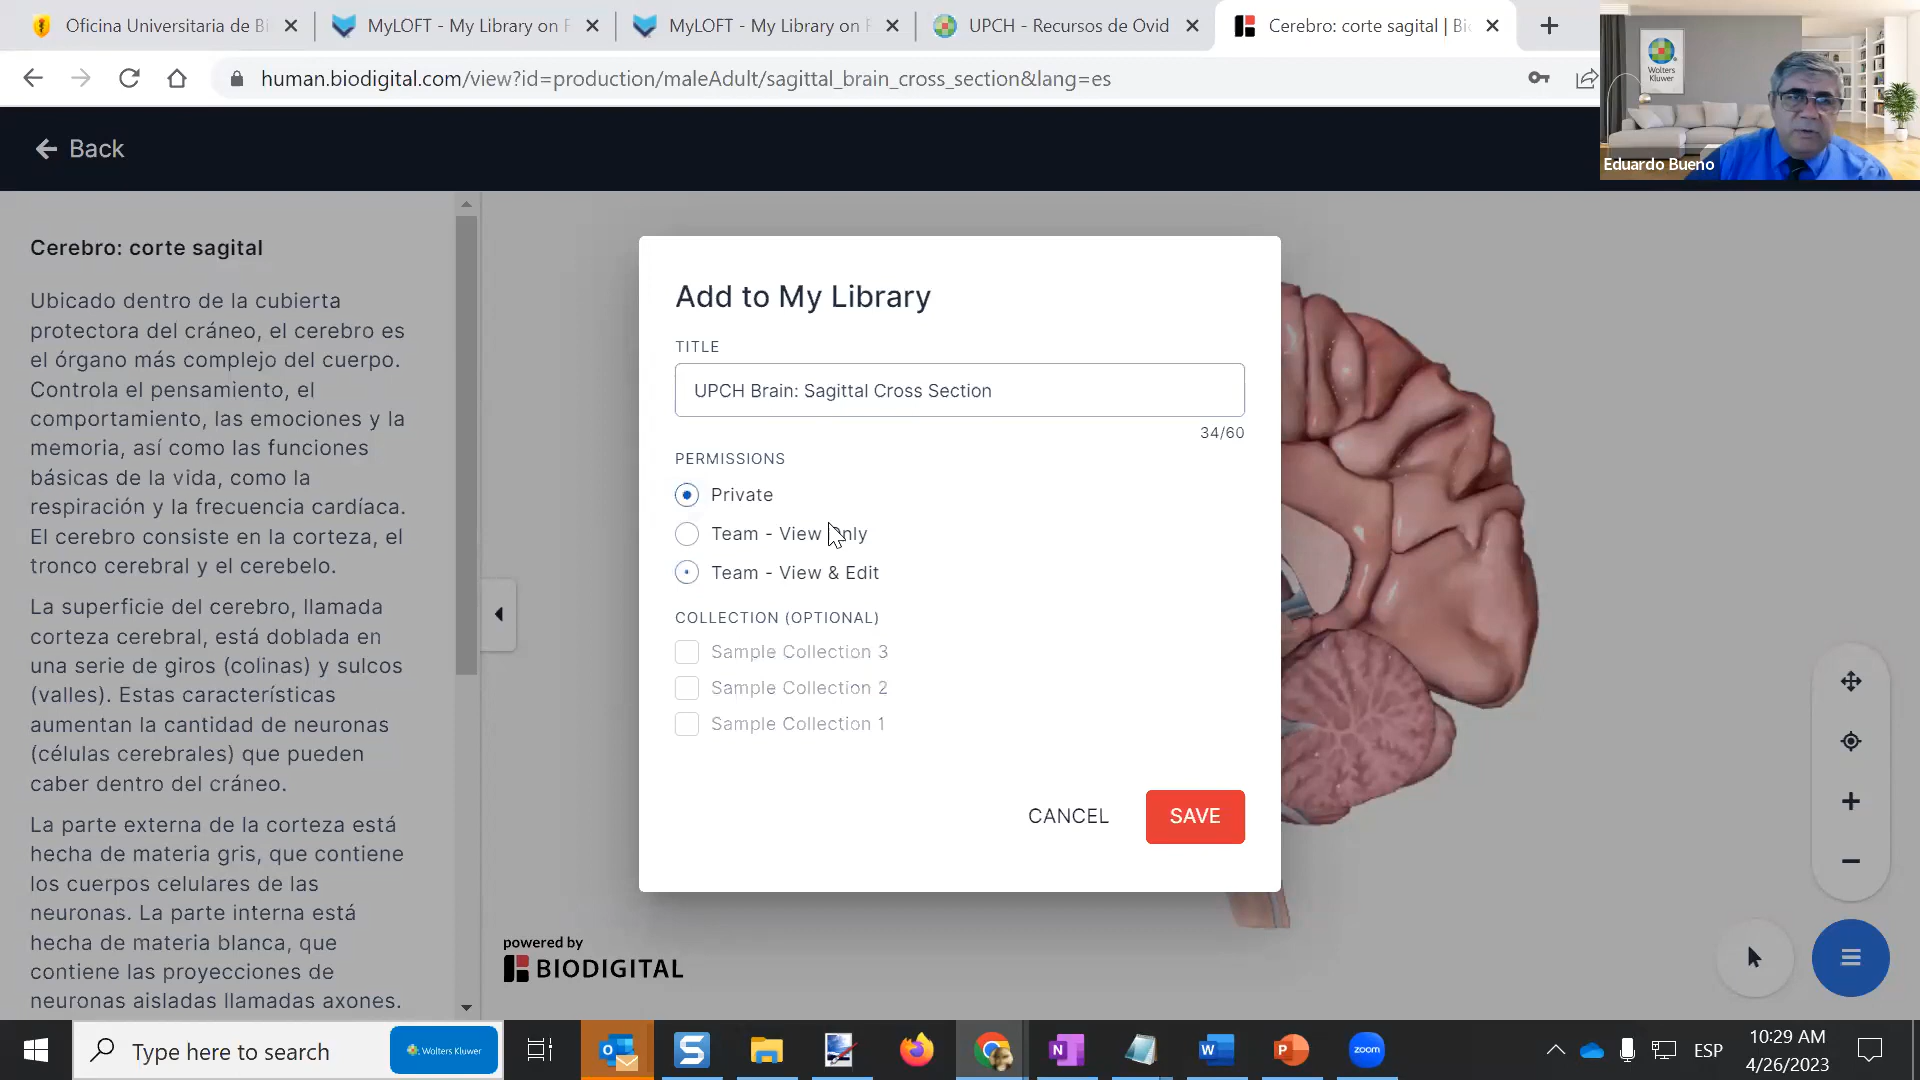 Oficina Universitaria de Bi
MyLOFT - My Library on F
MyLOFT - My Library on F
UPCH - Recursos de Ovid
Cerebro: corte sagital | Bio
human.biodigital.com/view?id=production/maleAdult/sagittal_brain_cross_section&lang=es
Wolters Kluwer
Eduardo Bueno
Back
Cerebro: corte sagital
Ubicado dentro de la cubierta
protectora del cráneo, el cerebro es
el órgano más complejo del cuerpo.
Controla el pensamiento, el
comportamiento, las emociones y la
memoria, así como las funciones
básicas de la vida, como la
respiración y la frecuencia cardíaca.
El cerebro consiste en la corteza, el
tronco cerebral y el cerebelo.
La superficie del cerebro, llamada
corteza cerebral, está doblada en
una serie de giros (colinas) y sulcos
(valles). Estas características
aumentan la cantidad de neuronas
(células cerebrales) que pueden
caber dentro del cráneo.
La parte externa de la corteza está
hecha de materia gris, que contiene
los cuerpos celulares de las
neuronas. La parte interna está
hecha de materia blanca, que
contiene las proyecciones de
neuronas aisladas llamadas axones.
Add to My Library
TITLE
UPCH Brain: Sagittal Cross Section
34/60
PERMISSIONS
Private
Team - View Only
Team - View & Edit
COLLECTION (OPTIONAL)
Sample Collection 3
Sample Collection 2
Sample Collection 1
CANCEL
SAVE
powered by
BIODIGITAL
Type here to search
Wolters Kluwer
zoom
ESP
10:29 AM
4/26/2023